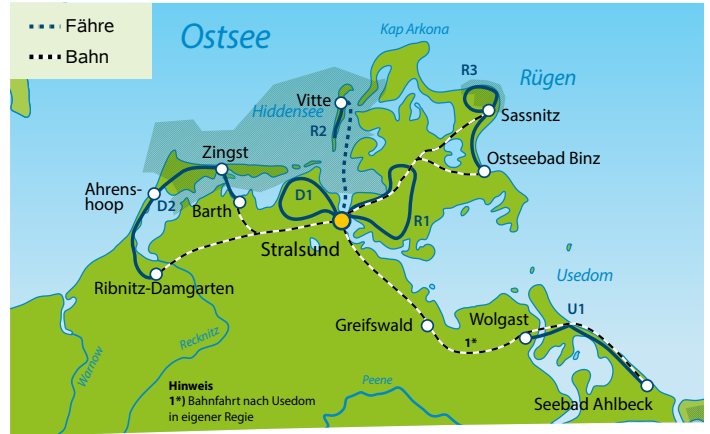 Fähre
Bahn
Ostsee
Kap Arkona
Rügen
R3
Vitte
Hiddensee
R2
Sassnitz
Zingst
Ostseebad Binz
Ahrens-
hoop
D2
Barth
D1
R1
Stralsund
Ribnitz-Damgarten
Usedom
Greifswald
Wolgast
U1
1*
Recknitz
Warnow
Peene
Seebad Ahlbeck
Hinweis
1*) Bahnfahrt nach Usedom
in eigener Regie